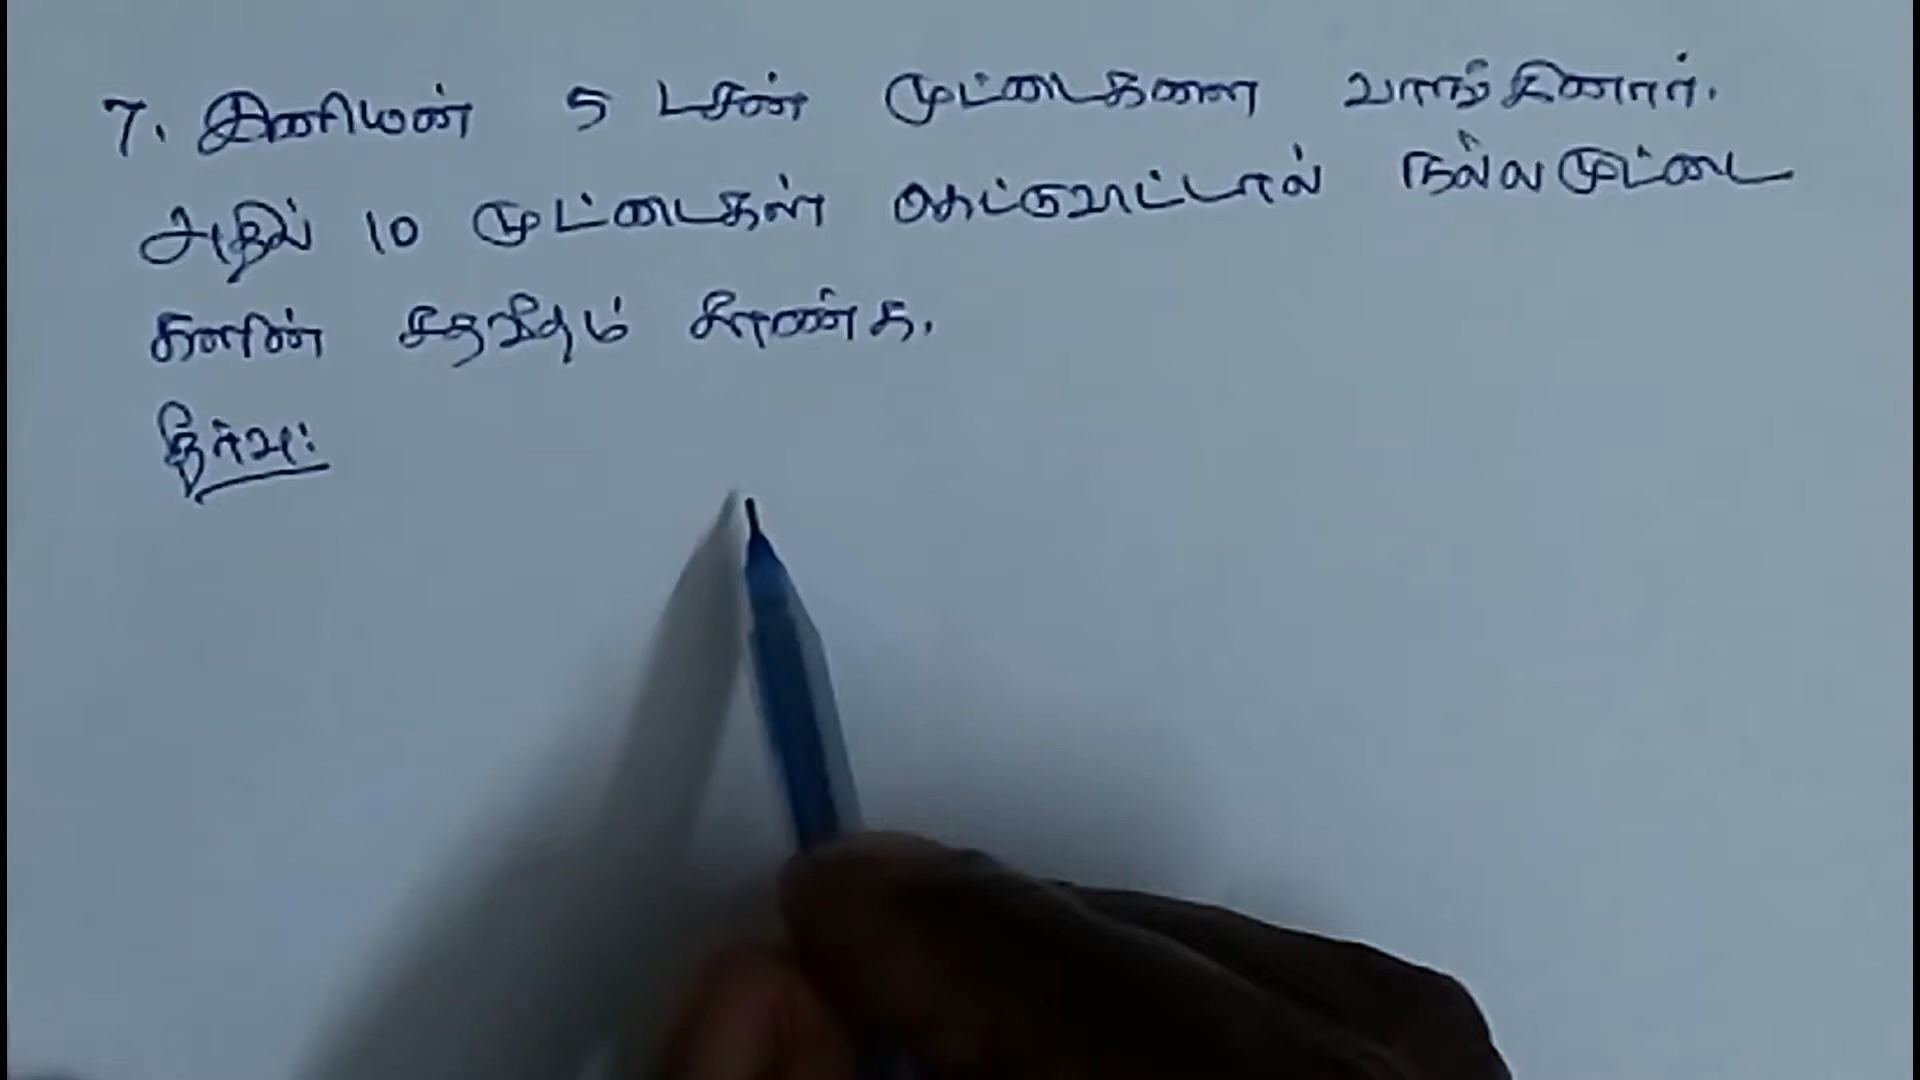 7. இனியன் 5 டசன் முட்டைகளை வாங்கினார்.
அதில் 10 முட்டைகள் கெட்டுவிட்டால் நல்லமுட்டை
களின் சதவீதம் காண்க.
தீர்வு: